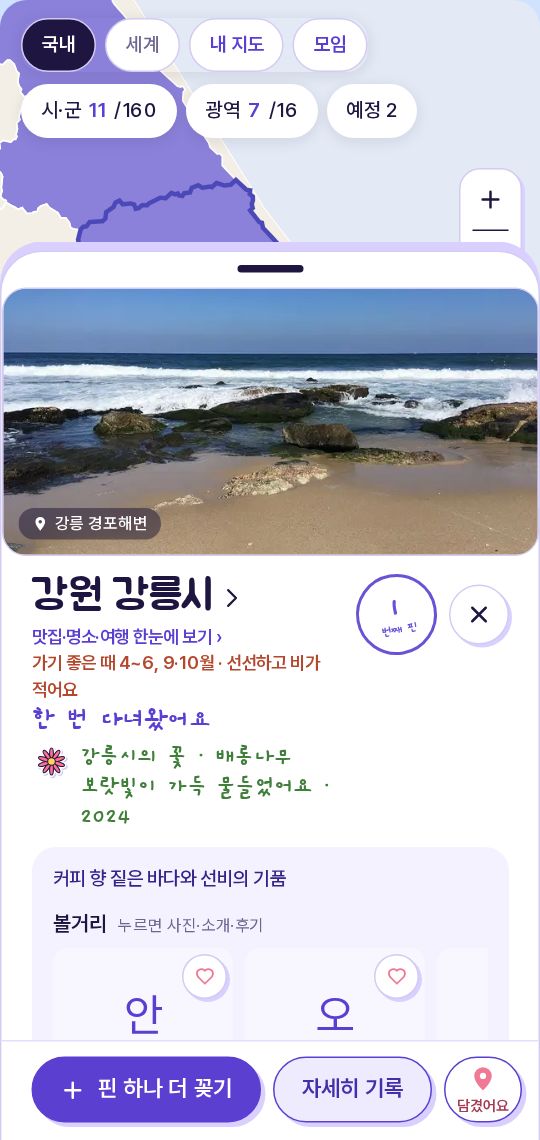 국내 세계 내 지도 모임
시·군 11 /160 광역 7 /16 예정 2
+
강릉 경포해변
강원 강릉시 >
1
번째 핀
맛집·명소·여행 한눈에 보기 ›
가기 좋은 때 4~6, 9·10월 · 선선하고 비가
적어요
한 번 다녀왔어요
강릉시의 꽃 · 배롱나무
보랏빛이 가득 물들었어요 ·
2024
커피 향 짙은 바다와 선비의 기품
볼거리 누르면 사진·소개·후기
안 오
+ 핀 하나 더 꽂기 자세히 기록 담겼어요